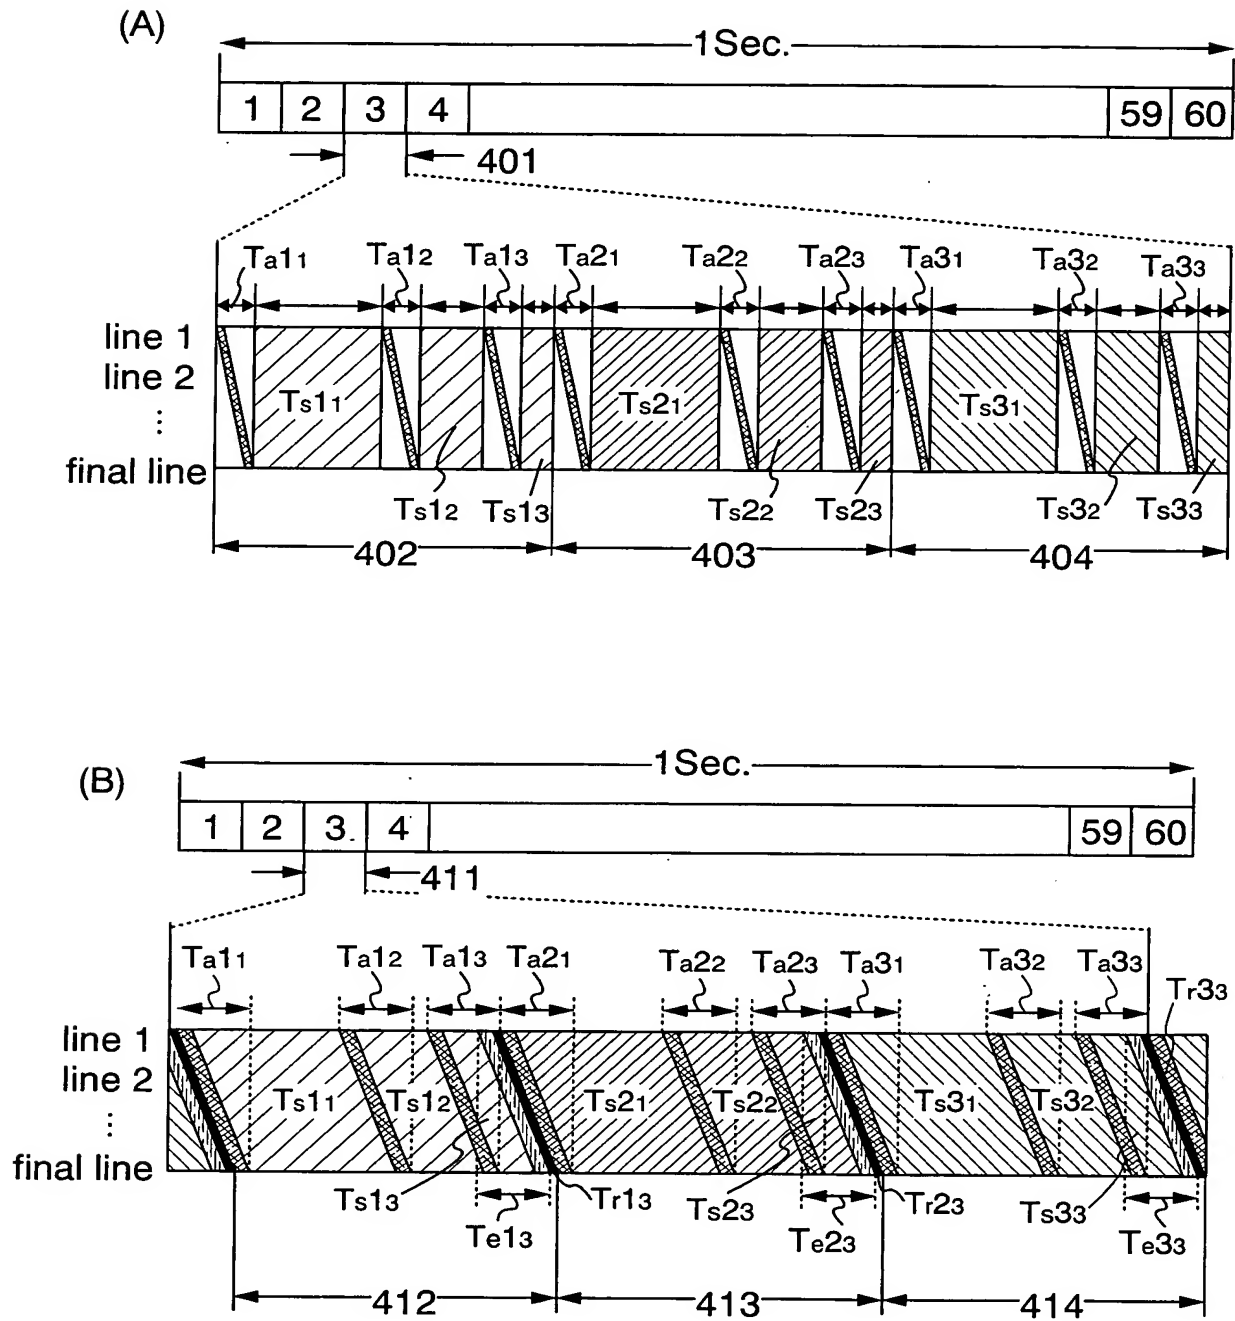 (A)
1Sec.
1 2 3 4 59 60
401
Ta11 Ta12 Ta13 Ta21 Ta22 Ta23 Ta31 Ta32 Ta33
line 1
line 2
⋮
final line
Ts11 Ts21 Ts31
Ts12 Ts13 Ts22 Ts23 Ts32 Ts33
402 403 404
(B)
1Sec.
1 2 3 4 59 60
411
Ta11 Ta12 Ta13 Ta21 Ta22 Ta23 Ta31 Ta32 Ta33
Tr33
line 1
line 2
⋮
final line
Ts11 Ts12 Ts21 Ts22 Ts31 Ts32
Ts13 Tr13 Ts23 Tr23 Ts33
Te13 Te23 Te33
412 413 414